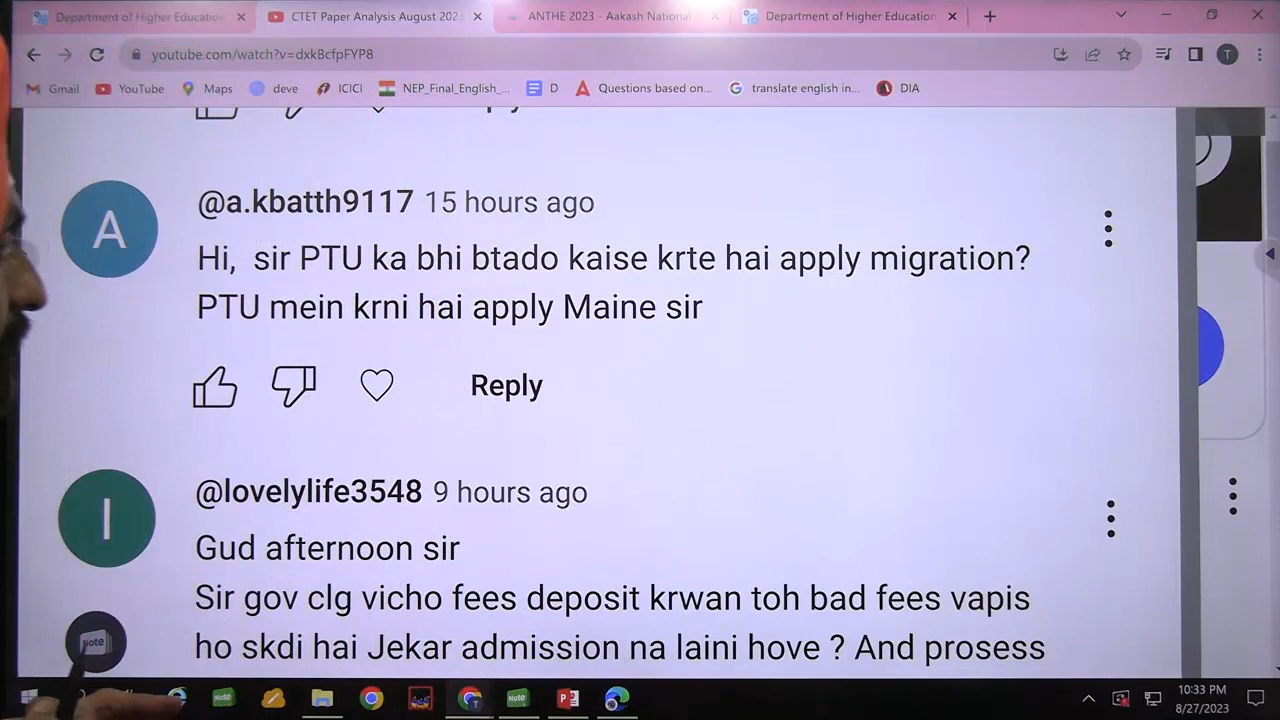 Department of Higher Education
CTET Paper Analysis August 202
ANTHE 2023 - Aakash National
Department of Higher Education
youtube.com/watch?v=dxkBcfpFYP8
T
Gmail
YouTube
Maps
deve
ICICI
NEP_Final_English_...
D
Questions based on...
translate english in...
DIA
A
@a.kbatth9117 15 hours ago
Hi, sir PTU ka bhi btado kaise krte hai apply migration?
PTU mein krni hai apply Maine sir
Reply
@lovelylife3548 9 hours ago
Gud afternoon sir
Sir gov clg vicho fees deposit krwan toh bad fees vapis
ho skdi hai Jekar admission na laini hove ? And prosess
Note
Note
Note
10:33 PM
8/27/2023